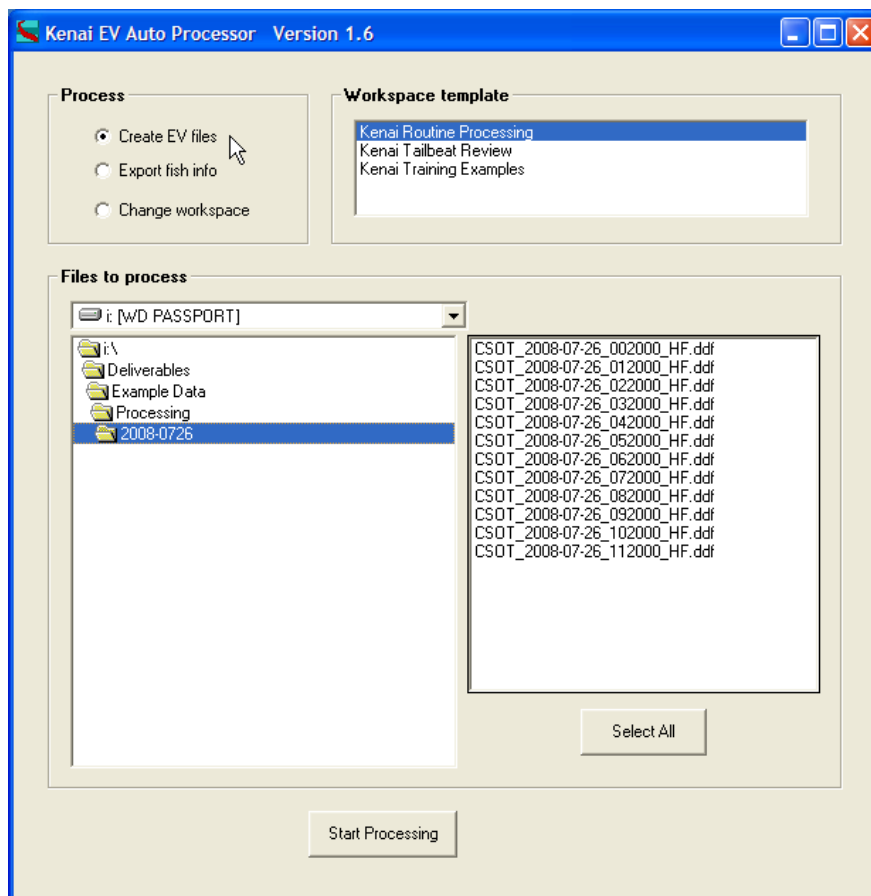 Kenai EV Auto Processor Version 1.6
Process
Create EV files
Export fish info
Change workspace
Workspace template
Kenai Routine Processing
Kenai Tailbeat Review
Kenai Training Examples
Files to process
i: [WD PASSPORT]
i:\
Deliverables
Example Data
Processing
2008-0726
CSOT_2008-07-26_002000_HF.ddf
CSOT_2008-07-26_012000_HF.ddf
CSOT_2008-07-26_022000_HF.ddf
CSOT_2008-07-26_032000_HF.ddf
CSOT_2008-07-26_042000_HF.ddf
CSOT_2008-07-26_052000_HF.ddf
CSOT_2008-07-26_062000_HF.ddf
CSOT_2008-07-26_072000_HF.ddf
CSOT_2008-07-26_082000_HF.ddf
CSOT_2008-07-26_092000_HF.ddf
CSOT_2008-07-26_102000_HF.ddf
CSOT_2008-07-26_112000_HF.ddf
Select All
Start Processing